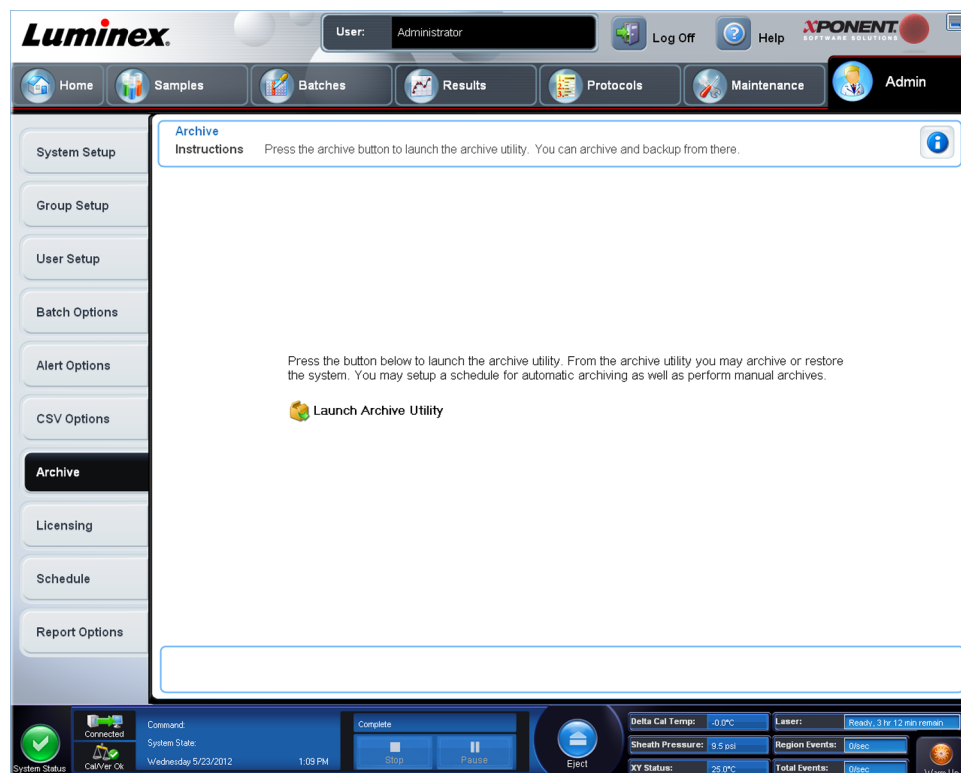 Luminex.
User: Administrator
Log Off
Help
XPONENT.
SOFTWARE SOLUTIONS
Home
Samples
Batches
Results
Protocols
Maintenance
Admin
System Setup
Group Setup
User Setup
Batch Options
Alert Options
CSV Options
Archive
Licensing
Schedule
Report Options
Archive
Instructions Press the archive button to launch the archive utility. You can archive and backup from there.
Press the button below to launch the archive utility. From the archive utility you may archive or restore
the system. You may setup a schedule for automatic archiving as well as perform manual archives.
Launch Archive Utility
System Status
Connected
Cal/Ver Ok
Command:
System State:
Wednesday 5/23/2012 1:09 PM
Complete
Stop
Pause
Eject
Delta Cal Temp: -0.0°C
Sheath Pressure: 9.5 psi
XY Status: 25.0°C
Laser: Ready, 3 hr 12 min remain
Region Events: 0/sec
Total Events: 0/sec
Warm Up